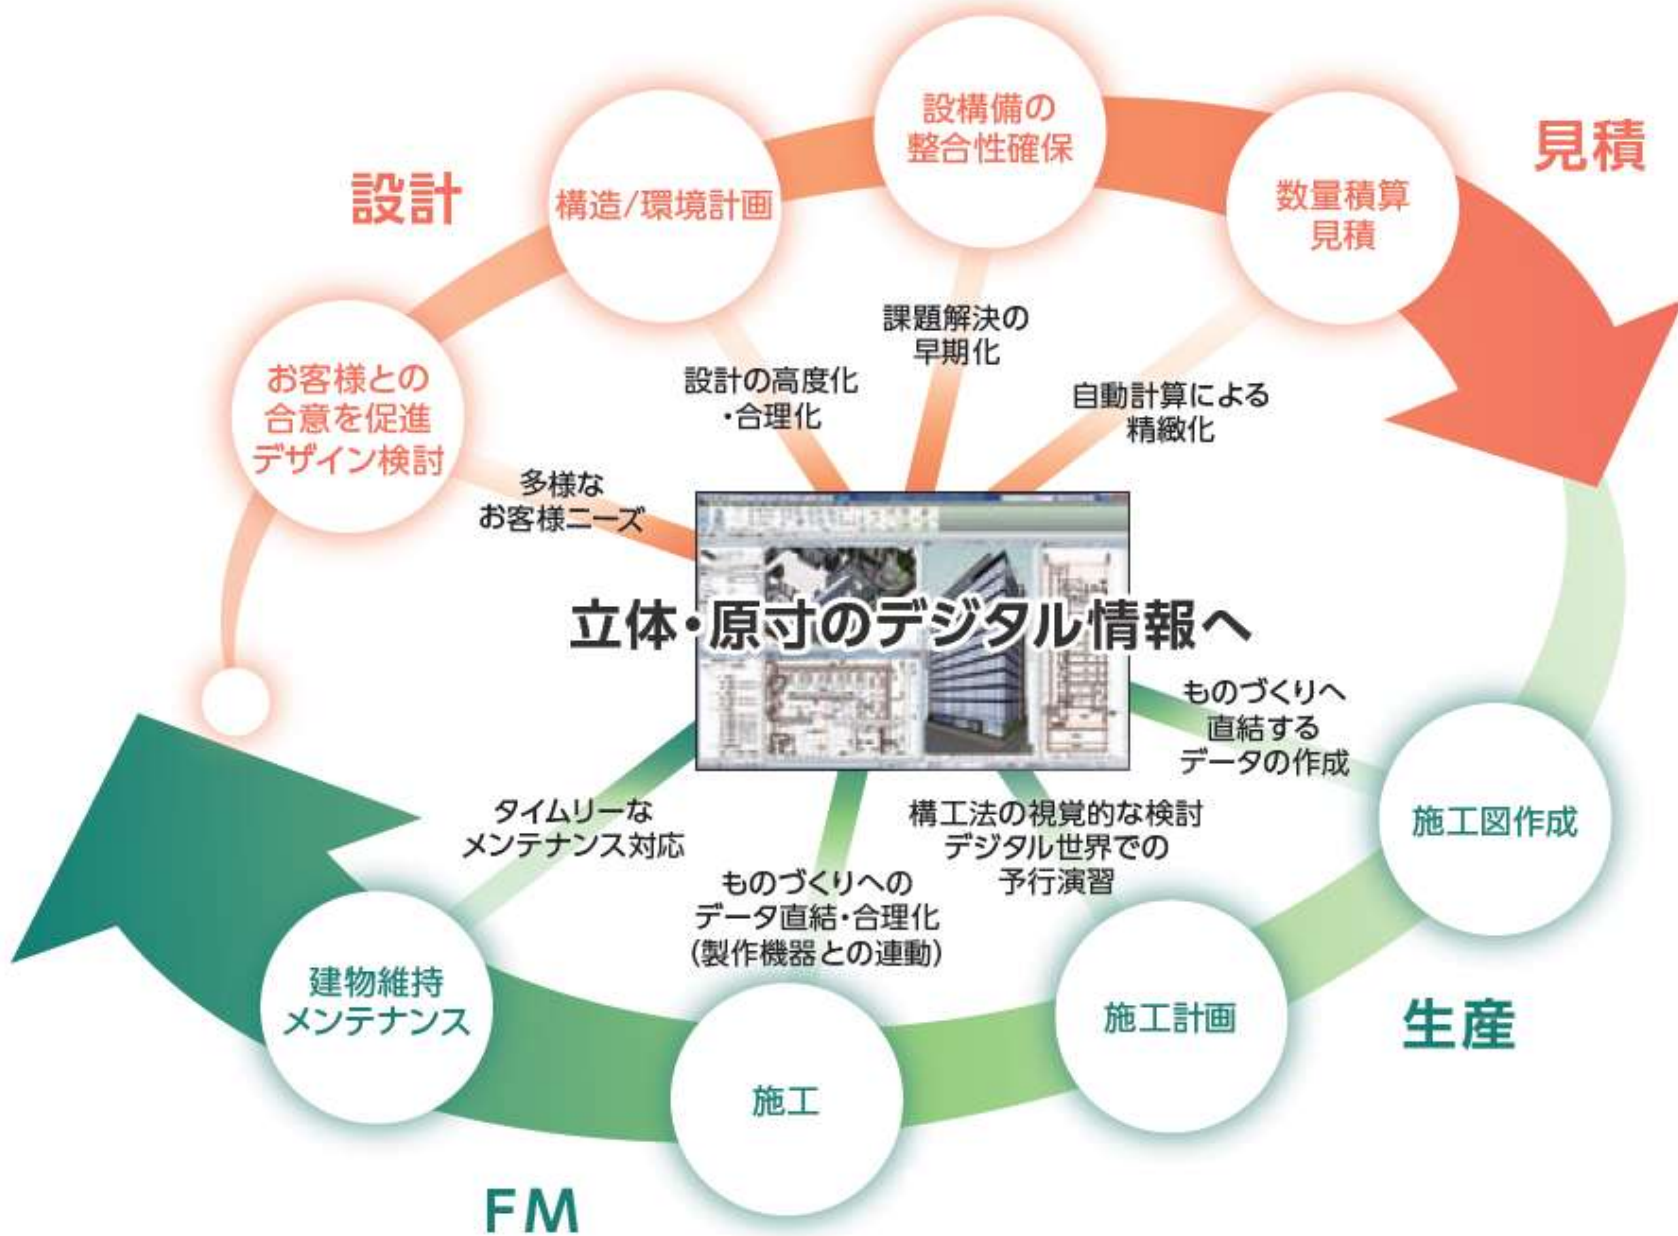 設計
見積
設構備の
整合性確保
構造/環境計画
数量積算
見積
お客様との
合意を促進
デザイン検討
課題解決の
早期化
設計の高度化
・合理化
自動計算による
精緻化
多様な
お客様ニーズ
立体・原寸のデジタル情報へ
ものづくりへ
直結する
データの作成
タイムリーな
メンテナンス対応
構工法の視覚的な検討
デジタル世界での
予行演習
ものづくりへの
データ直結・合理化
(製作機器との連動)
施工図作成
建物維持
メンテナンス
施工計画
施工
生産
FM